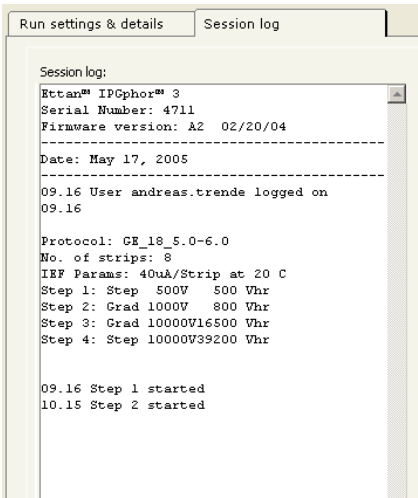 Run settings & details
Session log
Session log:
Ettan™ IPGphor™ 3
Serial Number: 4711
Firmware version: A2 02/20/04
----------------------------------------
Date: May 17, 2005
----------------------------------------
09.16 User andreas.trende logged on
09.16
Protocol: GE_18_5.0-6.0
No. of strips: 8
IEF Params: 40uA/Strip at 20 C
Step 1: Step 500V 500 Vhr
Step 2: Grad 1000V 800 Vhr
Step 3: Grad 10000V16500 Vhr
Step 4: Step 10000V39200 Vhr
09.16 Step 1 started
10.15 Step 2 started